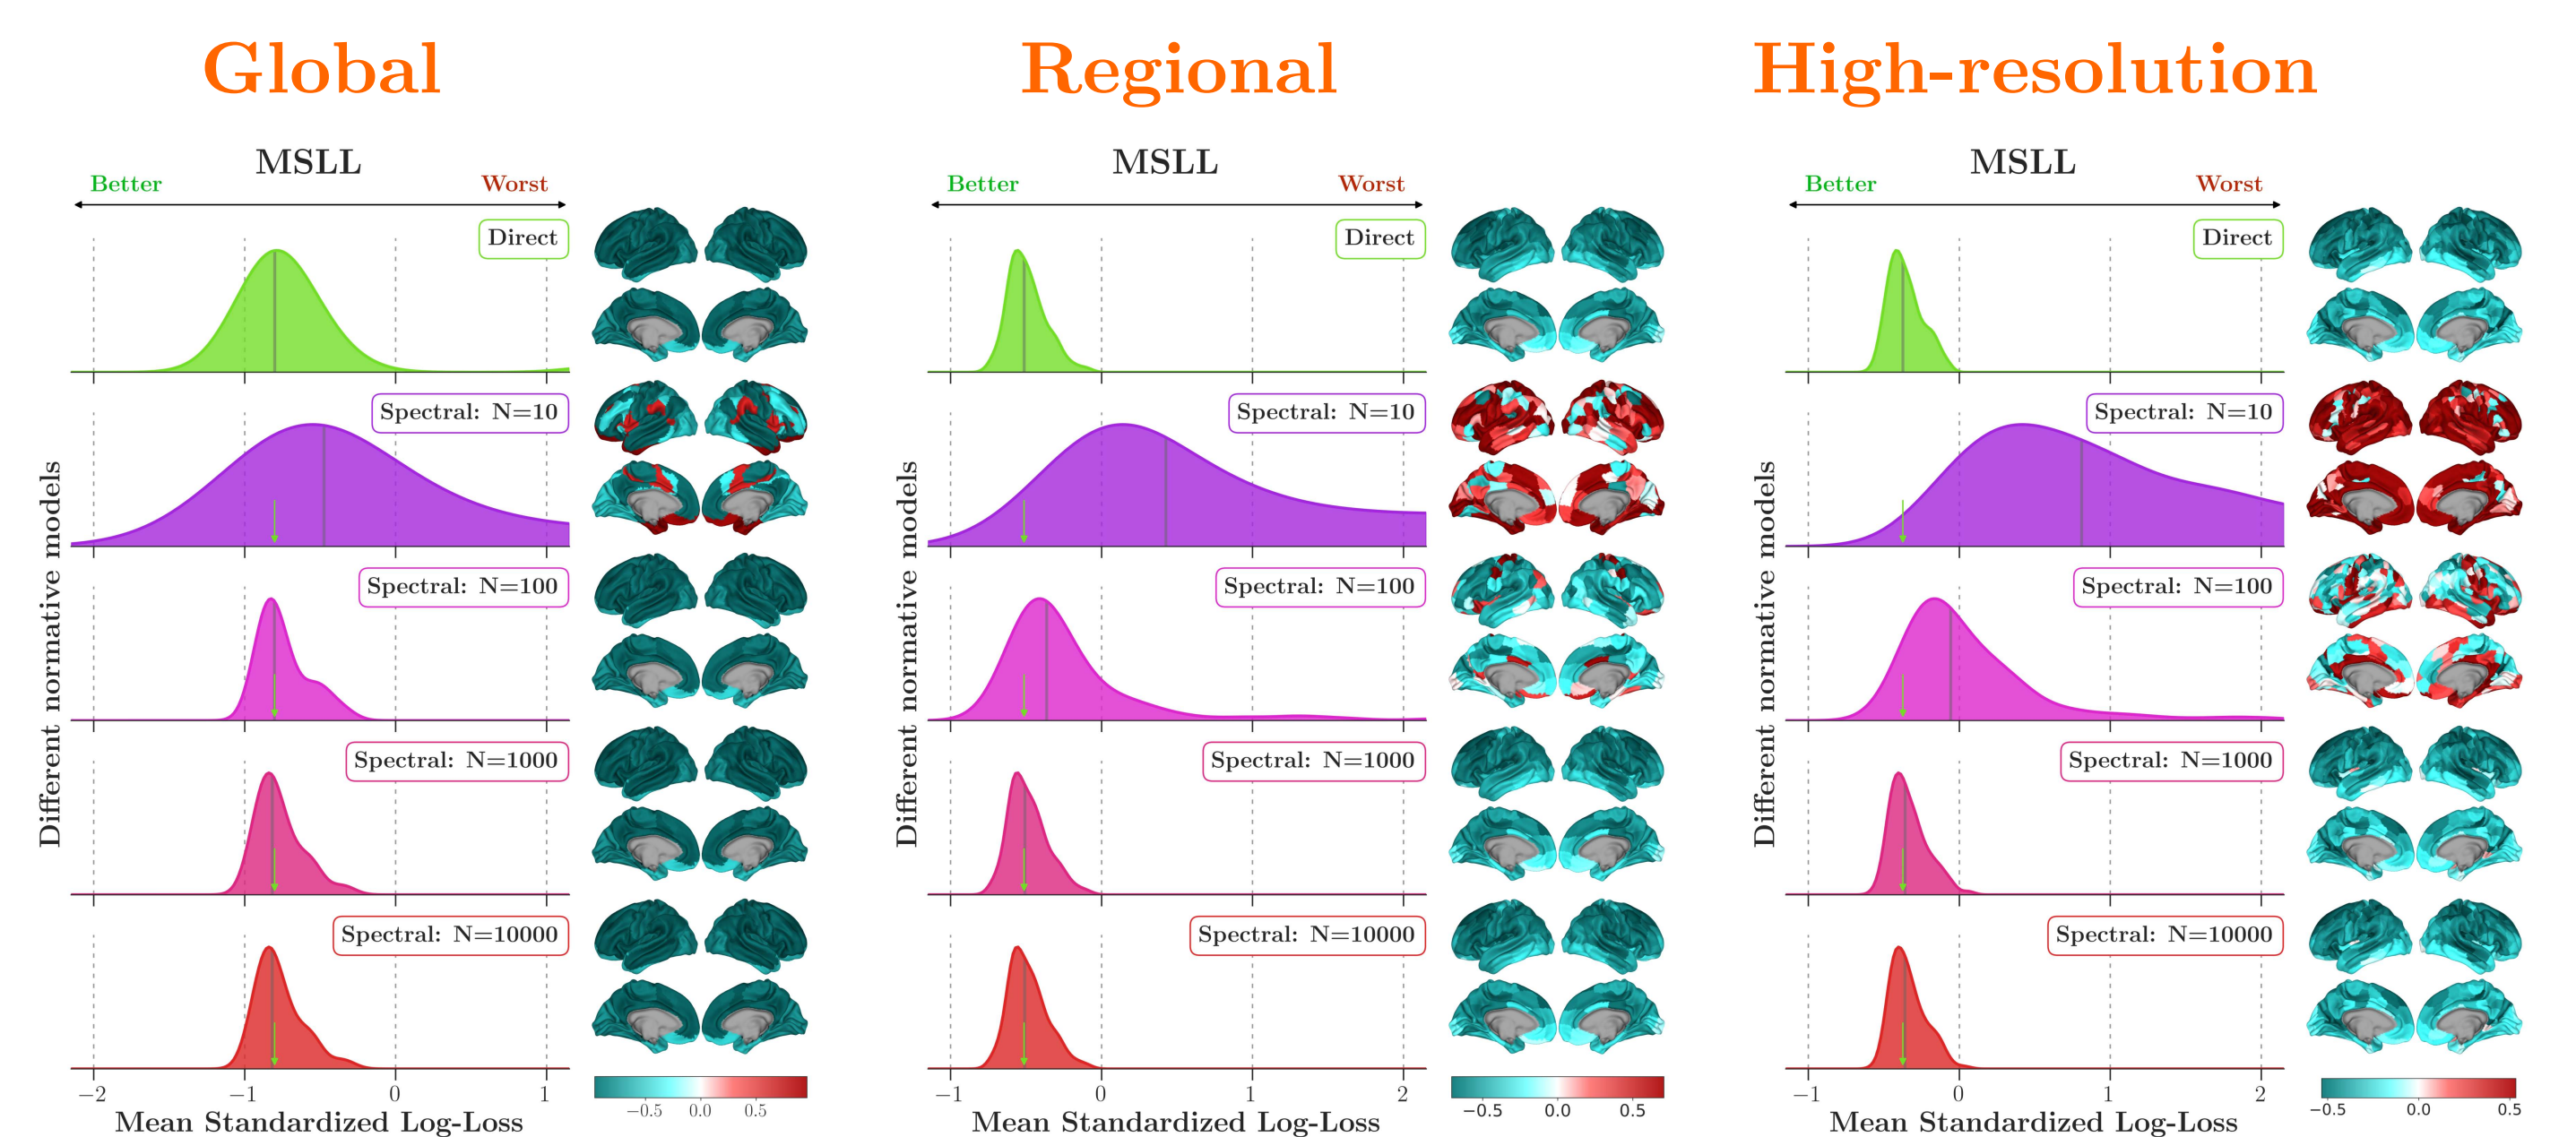 Global
MSLL
Better
Worst
Direct
Spectral: N=10
Spectral: N=100
Spectral: N=1000
Spectral: N=10000
Different normative models
−2
−1
0
1
Mean Standardized Log-Loss
−0.5
0.0
0.5
Regional
MSLL
Better
Worst
Direct
Spectral: N=10
Spectral: N=100
Spectral: N=1000
Spectral: N=10000
Different normative models
−1
0
1
2
Mean Standardized Log-Loss
−0.5
0.0
0.5
High-resolution
MSLL
Better
Worst
Direct
Spectral: N=10
Spectral: N=100
Spectral: N=1000
Spectral: N=10000
Different normative models
−1
0
1
2
Mean Standardized Log-Loss
−0.5
0.0
0.5